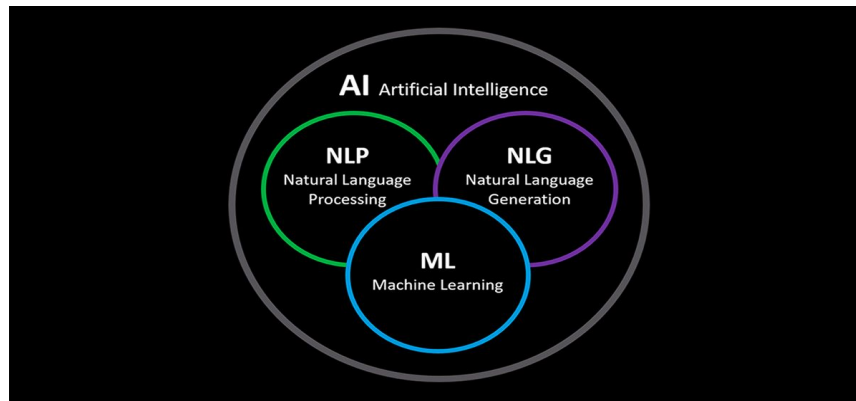 AI Artificial Intelligence
NLP
Natural Language
Processing
NLG
Natural Language
Generation
ML
Machine Learning